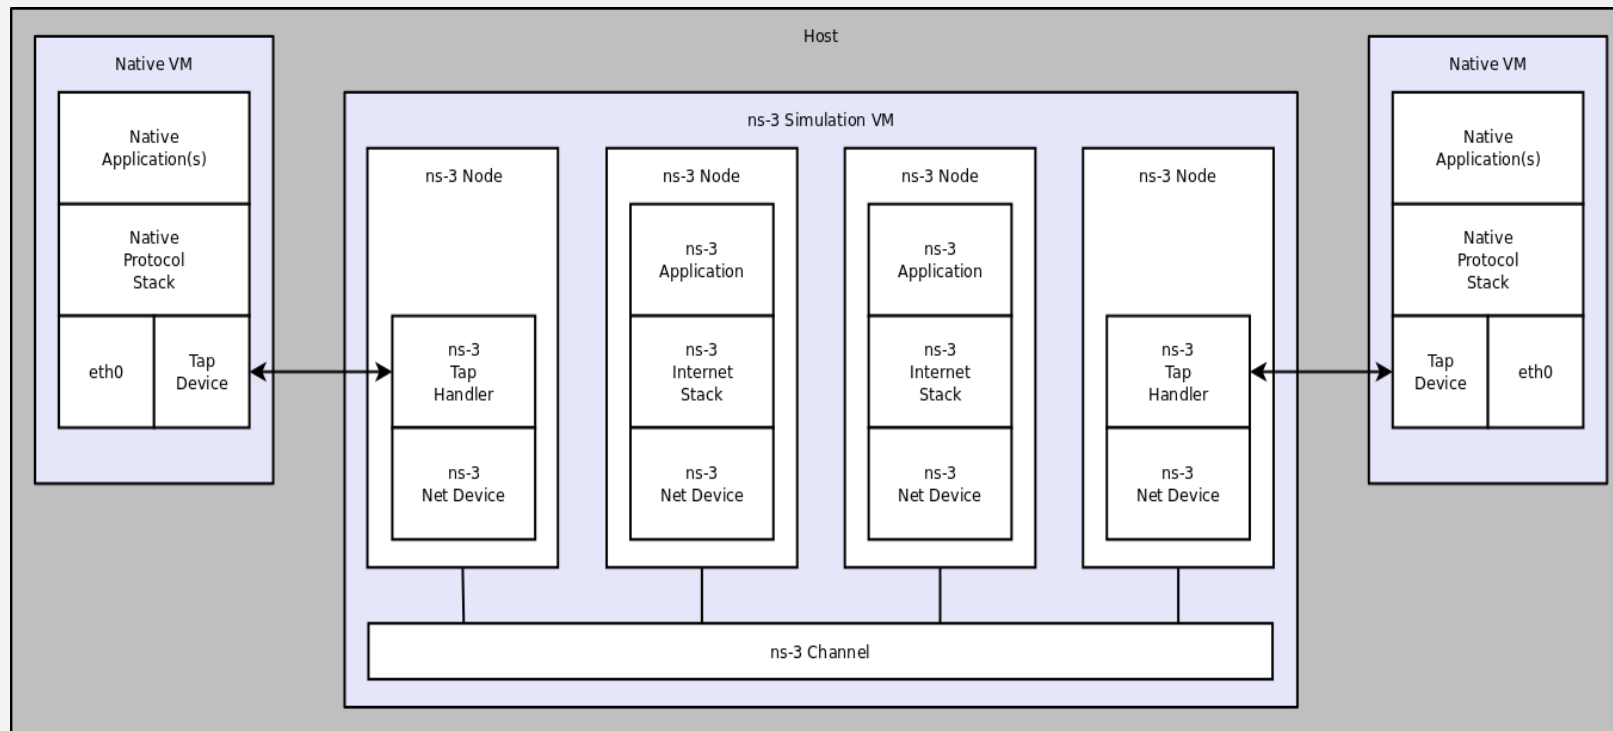 Host
Native VM
Native
Application(s)
Native
Protocol
Stack
eth0
Tap
Device
ns-3 Simulation VM
ns-3 Node
ns-3
Tap
Handler
ns-3
Net Device
ns-3 Node
ns-3
Application
ns-3
Internet
Stack
ns-3
Net Device
ns-3 Node
ns-3
Application
ns-3
Internet
Stack
ns-3
Net Device
ns-3 Node
ns-3
Tap
Handler
ns-3
Net Device
ns-3 Channel
Native VM
Native
Application(s)
Native
Protocol
Stack
Tap
Device
eth0